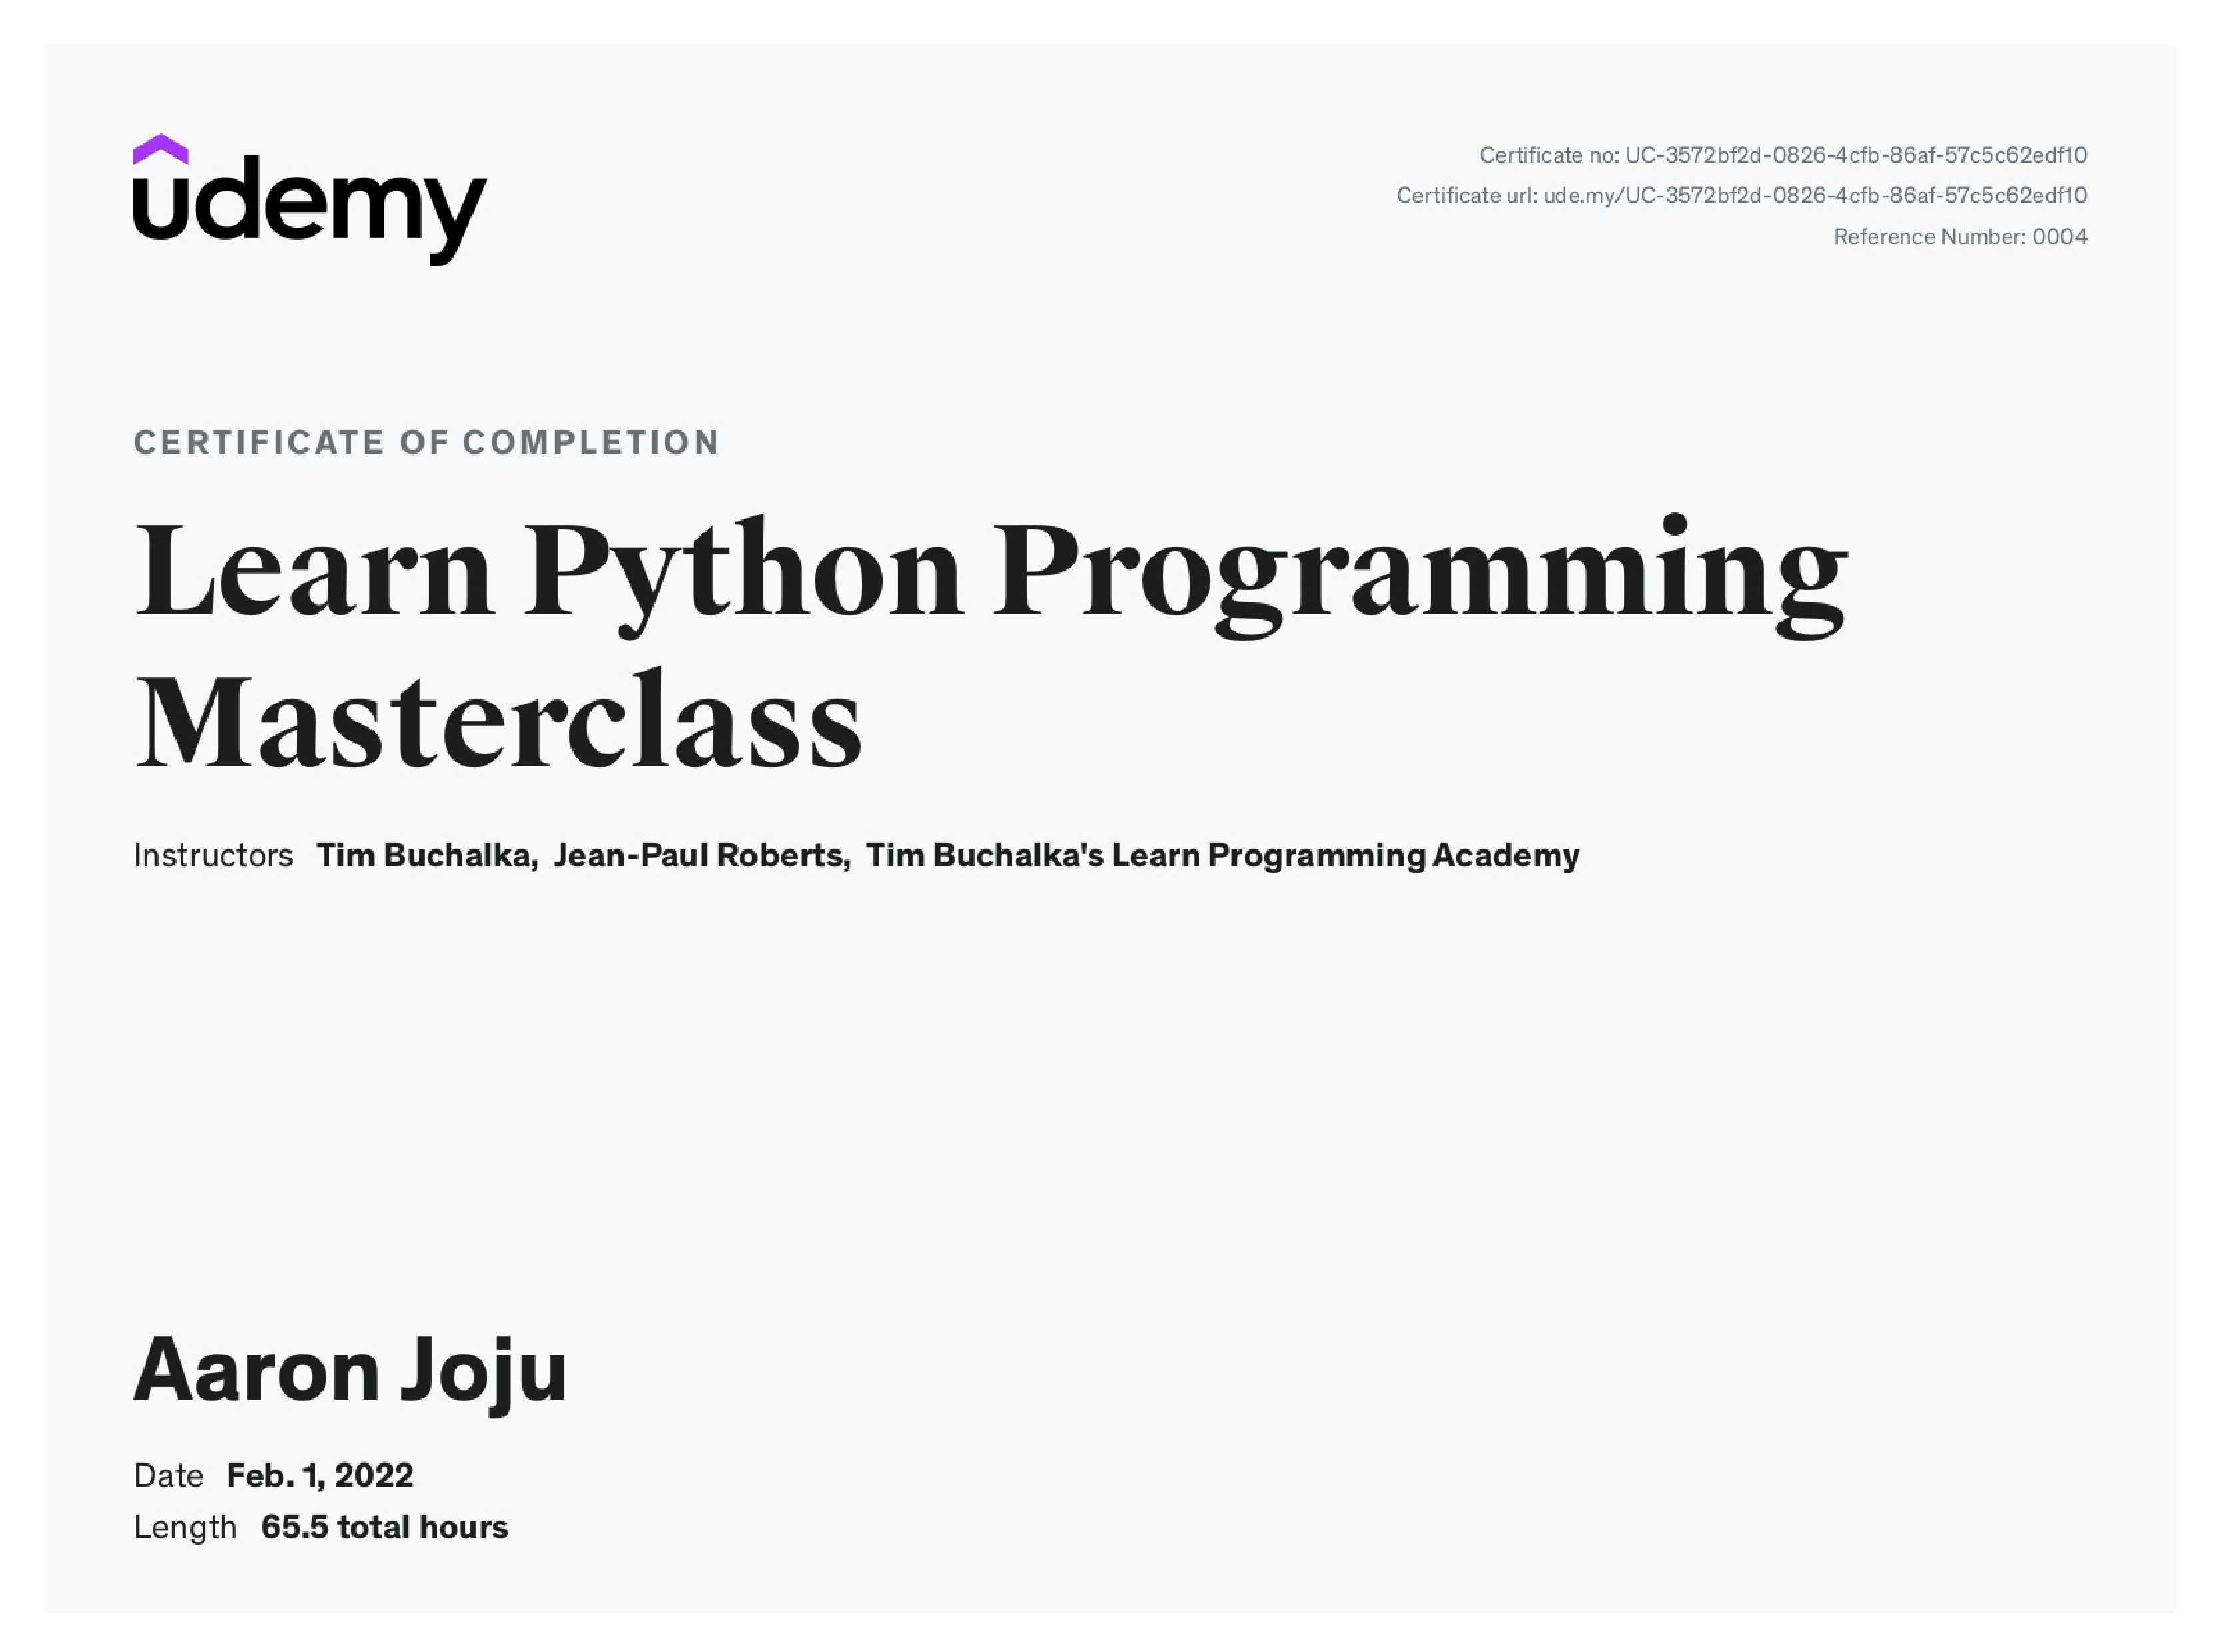 udemy
Certificate no: UC-3572bf2d-0826-4cfb-86af-57c5c62edf10
Certificate url: ude.my/UC-3572bf2d-0826-4cfb-86af-57c5c62edf10
Reference Number: 0004
CERTIFICATE OF COMPLETION
Learn Python Programming
Masterclass
Instructors Tim Buchalka, Jean-Paul Roberts, Tim Buchalka's Learn Programming Academy
Aaron Joju
Date Feb. 1, 2022
Length 65.5 total hours